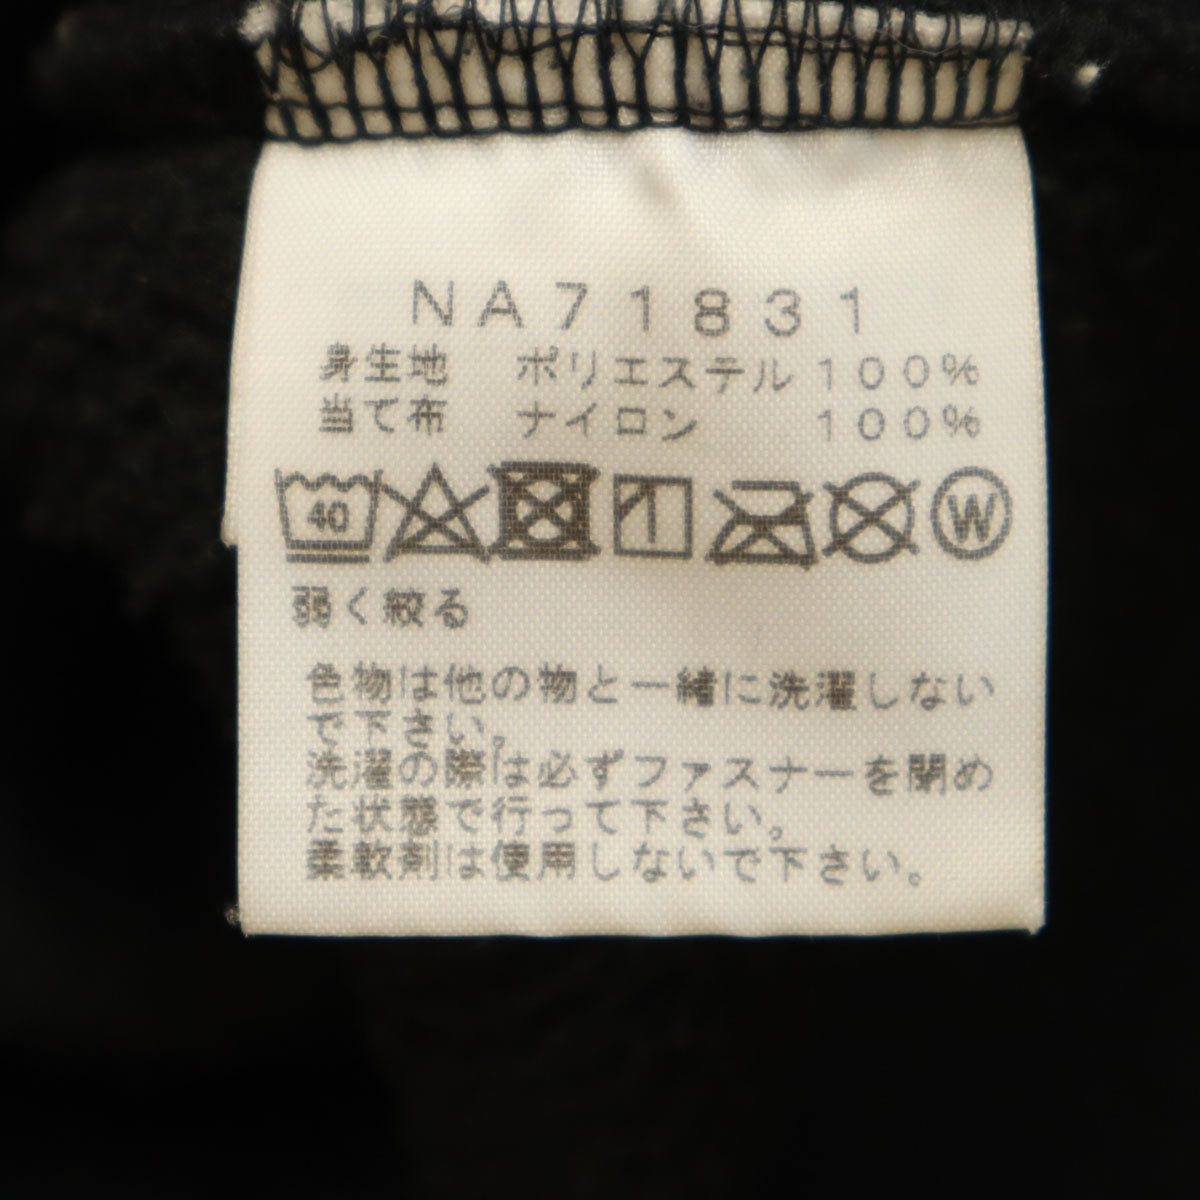 NA71831
身生地 ポリエステル 100%
当て布 ナイロン 100%
40 W
弱く絞る
色物は他の物と一緒に洗濯しない
で下さい。
洗濯の際は必ずファスナーを閉め
た状態で行って下さい。
柔軟剤は使用しないで下さい。